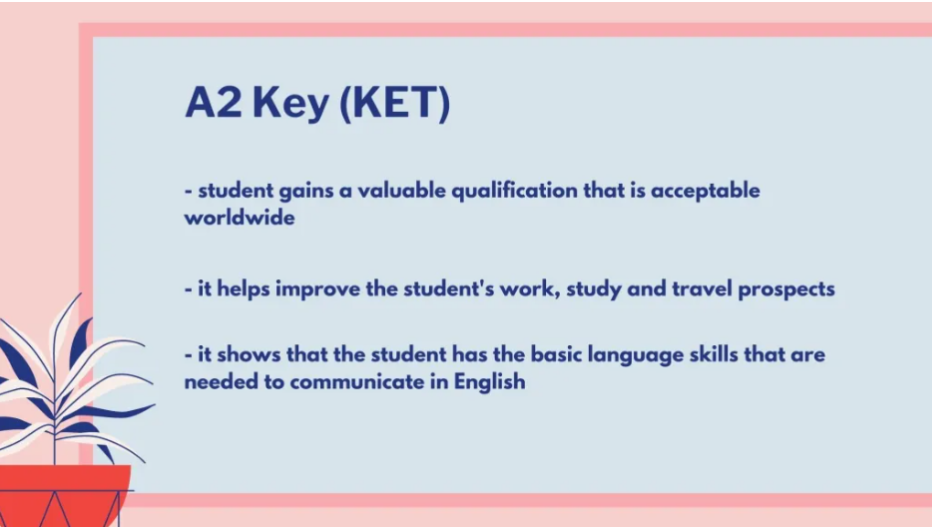 A2 Key (KET)
- student gains a valuable qualification that is acceptable
worldwide
- it helps improve the student's work, study and travel prospects
- it shows that the student has the basic language skills that are
needed to communicate in English